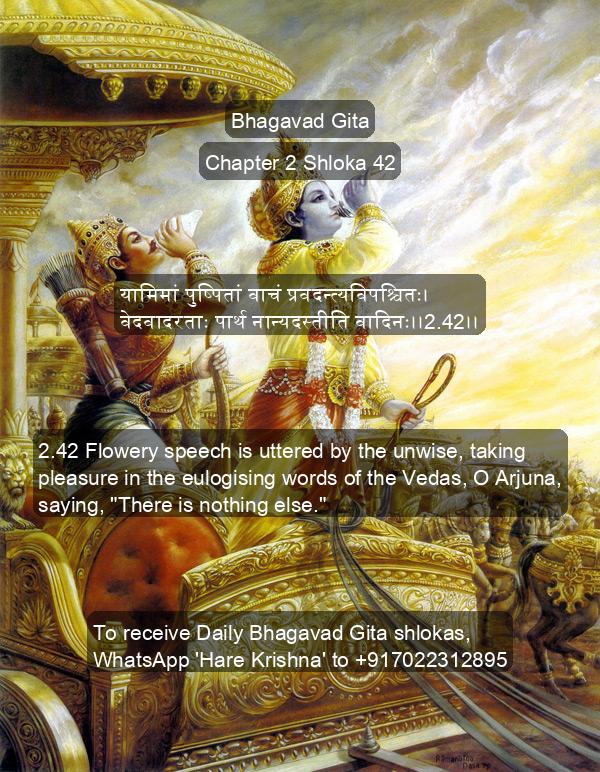 Bhagavad Gita
Chapter 2 Shloka 42
यामिमां पुष्पितां वाचं प्रवदन्त्यविपश्चितः।
वेदवादरताः पार्थ नान्यदस्तीति वादिनः।।2.42।।
2.42 Flowery speech is uttered by the unwise, taking
pleasure in the eulogising words of the Vedas, O Arjuna,
saying, "There is nothing else."
To receive Daily Bhagavad Gita shlokas,
WhatsApp 'Hare Krishna' to +917022312895